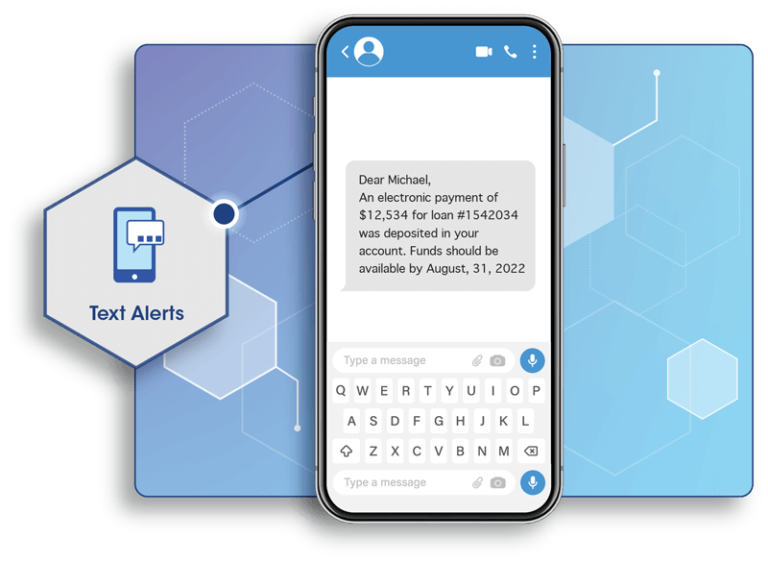 Text Alerts
Dear Michael,
An electronic payment of
$12,534 for loan #1542034
was deposited in your
account. Funds should be
available by August, 31, 2022
Type a message
Q W E R T Y U I O P
A S D F G H J K L
Z X C V B N M
Type a message